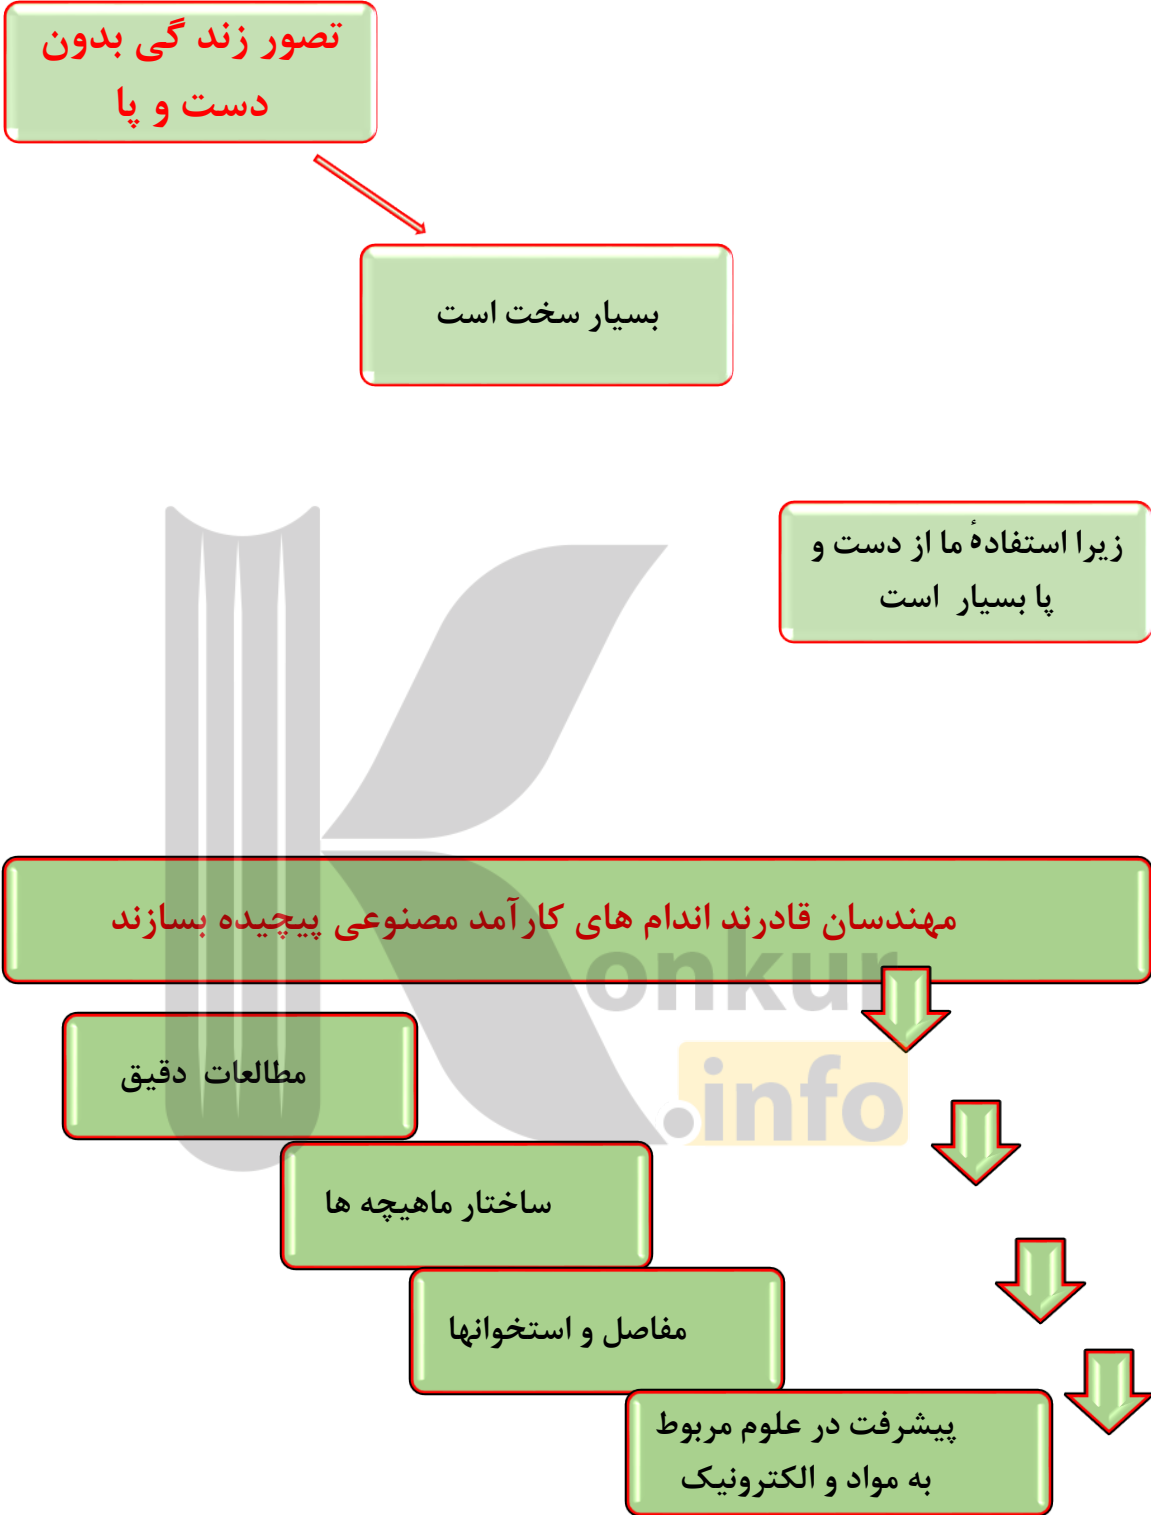 تصور زند گی بدون
دست و پا
بسیار سخت است
زیرا استفادهٔ ما از دست و
پا بسیار است
مهندسان قادرند اندام های کارآمد مصنوعی پیچیده بسازند
onkur
.info
مطالعات دقیق
ساختار ماهیچه ها
مفاصل و استخوانها
پیشرفت در علوم مربوط
به مواد و الکترونیک